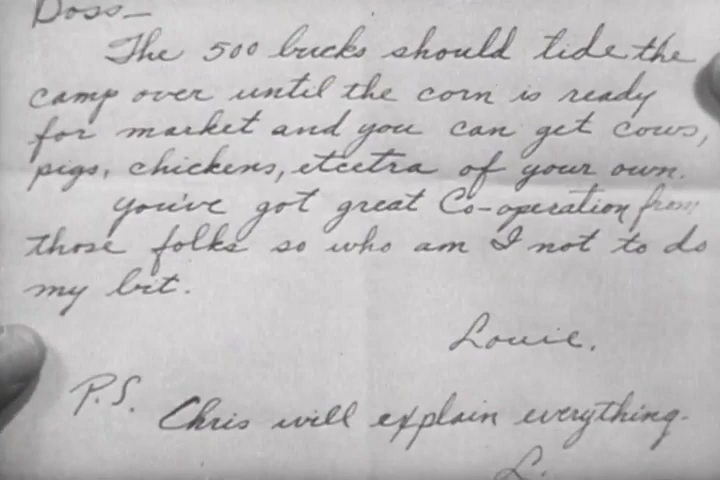 Boss-
The 500 bucks should tide the
camp over until the corn is ready
for market and you can get cows,
pigs, chickens, etcetra of your own.
You've got great Co-operation from
those folks so who am I not to do
my bit.
Louie.
P.S. Chris will explain everything.
L.